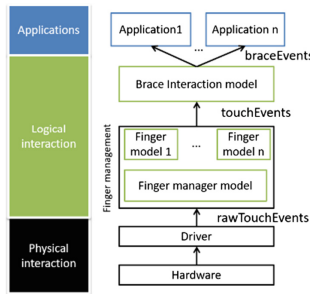 Applications
Application1
...
Application n
braceEvents
Brace Interaction model
Logical
interaction
touchEvents
Finger management
Finger
model 1
...
Finger
model n
Finger manager model
rawTouchEvents
Physical
interaction
Driver
Hardware